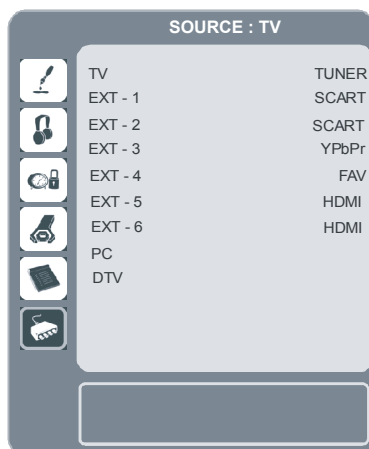 SOURCE : TV
TV TUNER
EXT - 1 SCART
EXT - 2 SCART
EXT - 3 YPbPr
EXT - 4 FAV
EXT - 5 HDMI
EXT - 6 HDMI
PC
DTV